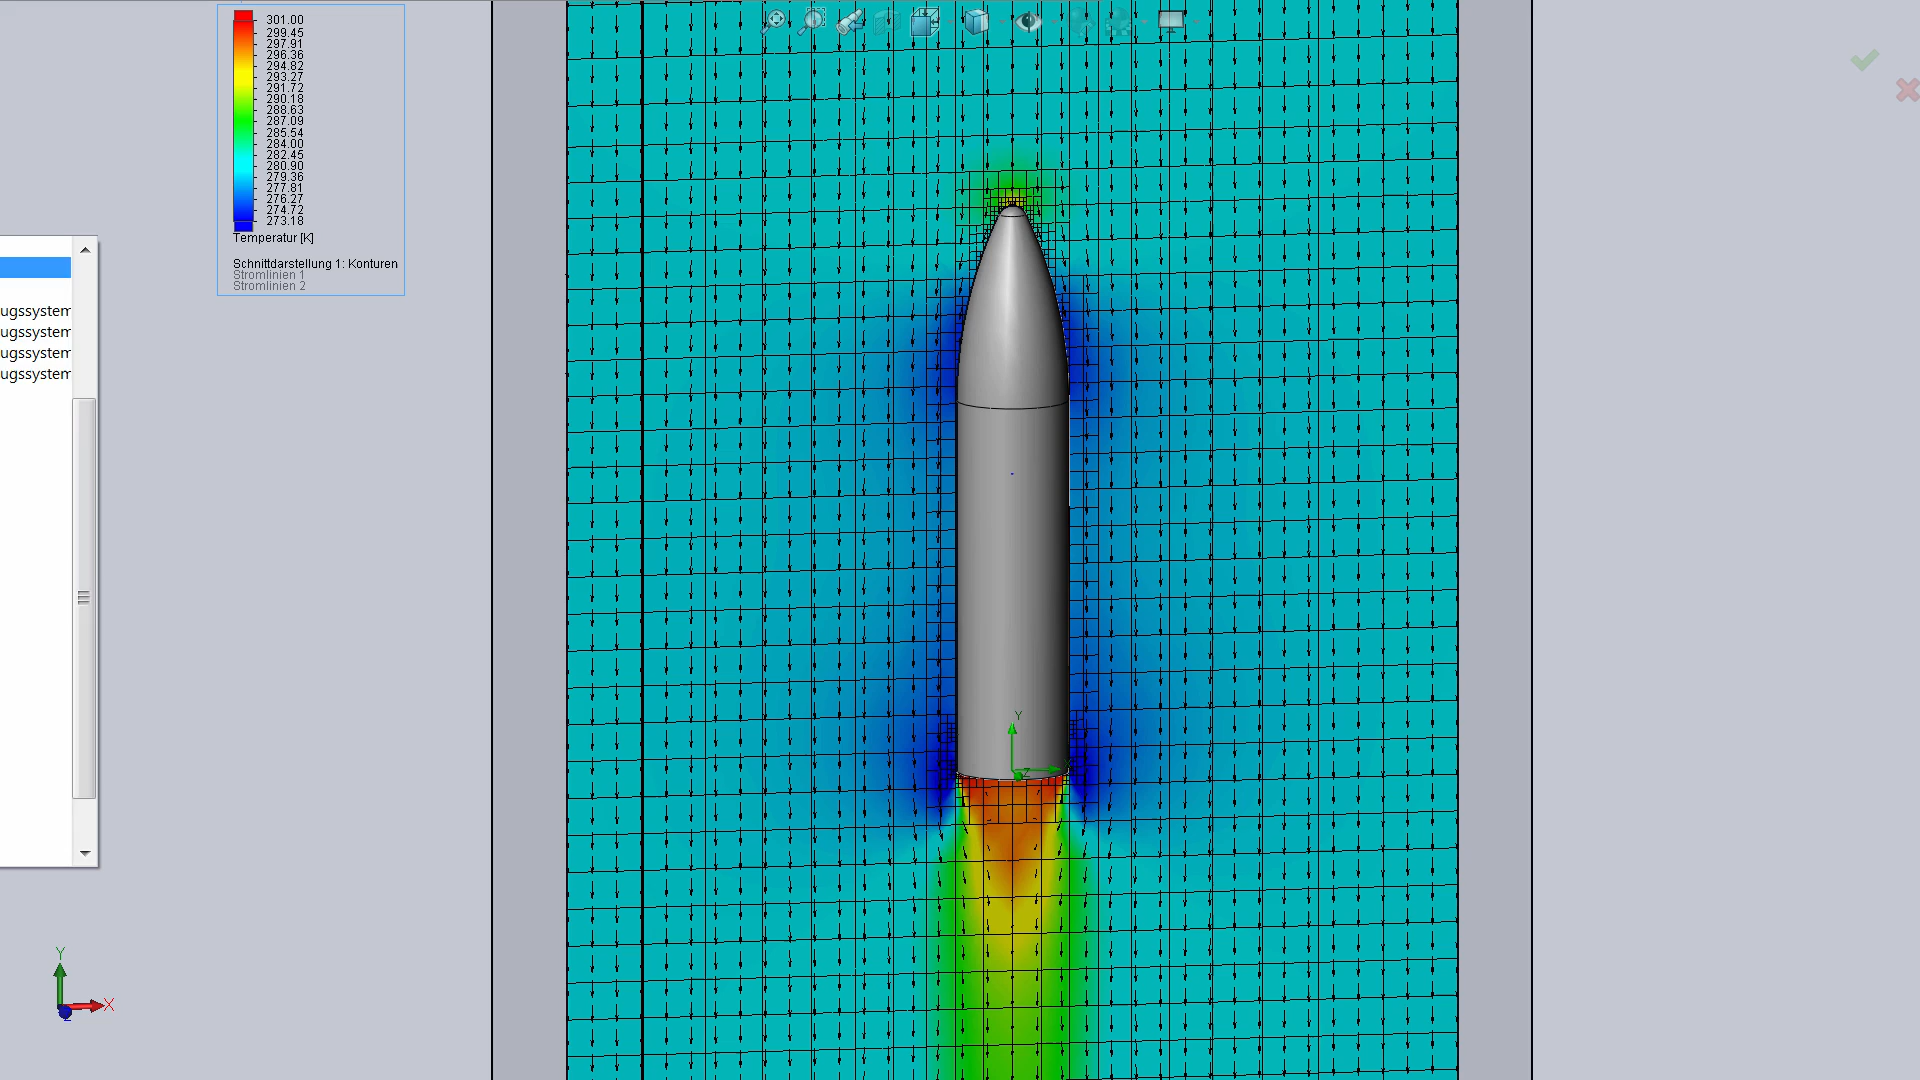 301.00
299.45
297.91
296.36
294.82
293.27
291.72
290.18
288.63
287.09
285.54
284.00
282.45
280.90
279.36
277.81
276.27
274.72
273.18
Temperatur [K]
Schnittdarstellung 1: Konturen
Stromlinien 1
Stromlinien 2
ugssystem
ugssystem
ugssystem
ugssystem
Y
Z
Y
X
Z